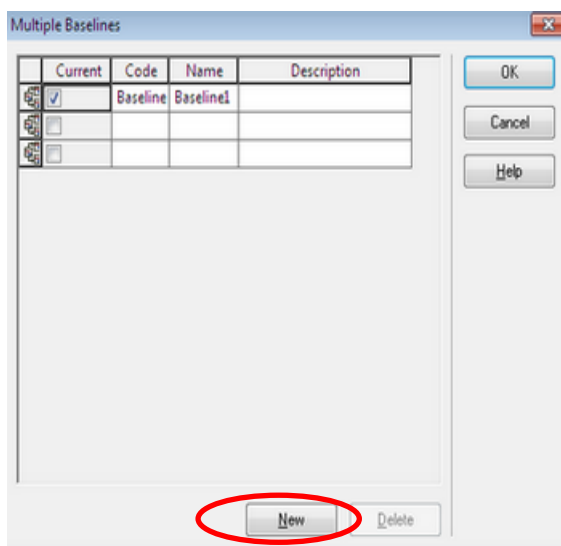 Multiple Baselines
Current Code Name Description
Baseline Baseline1
OK
Cancel
Help
New Delete